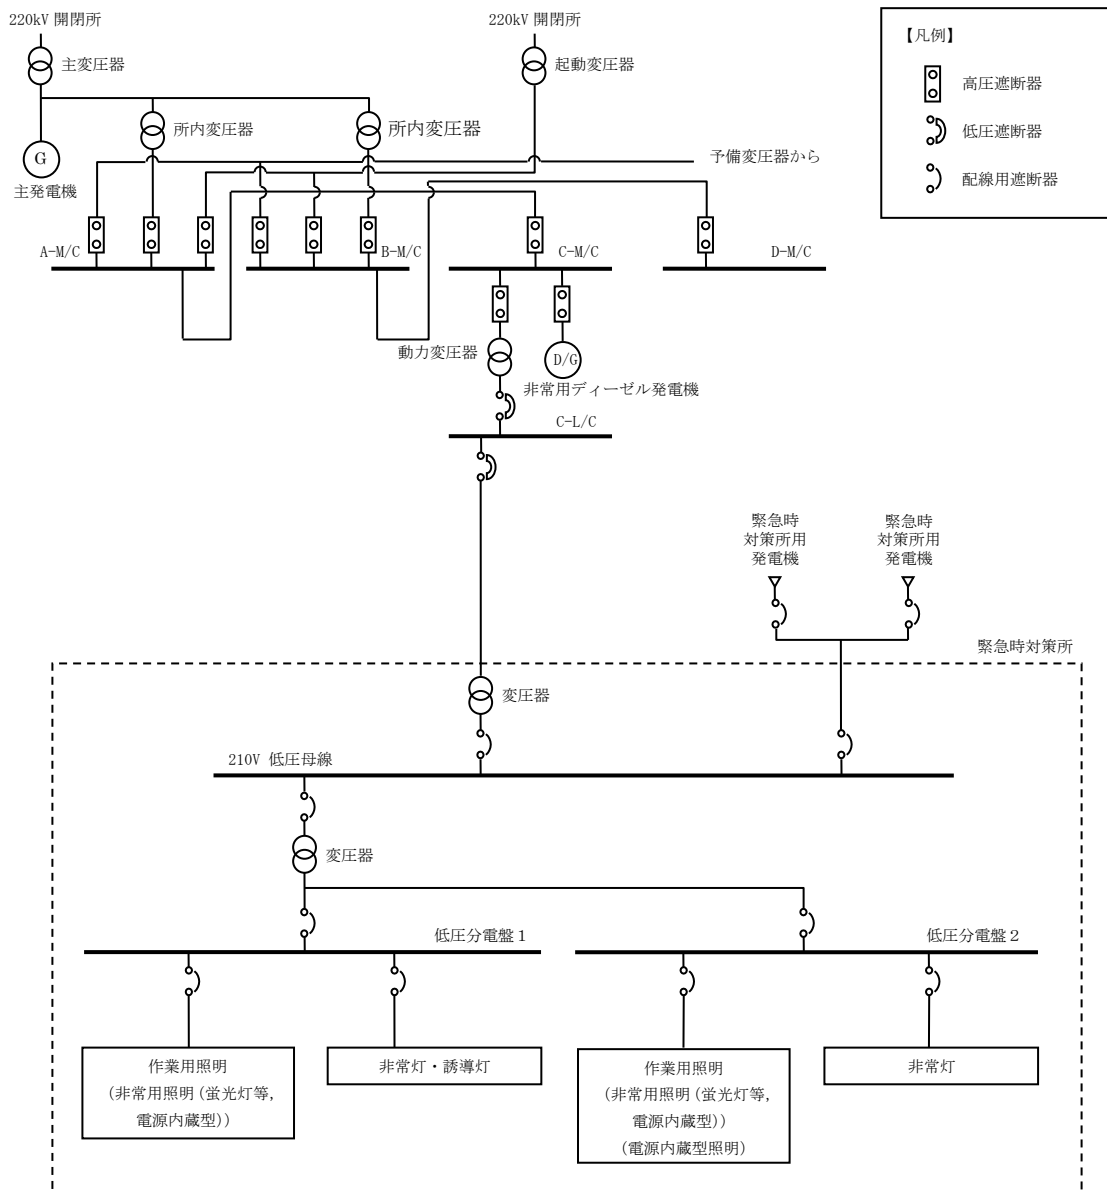 220kV 開閉所
220kV 開閉所
【凡例】
主変圧器
起動変圧器
高圧遮断器
所内変圧器
所内変圧器
低圧遮断器
G
予備変圧器から
主発電機
配線用遮断器
A-M/C
B-M/C
C-M/C
D-M/C
動力変圧器
D/G
非常用ディーゼル発電機
C-L/C
緊急時
対策所用
発電機
緊急時
対策所用
発電機
緊急時対策所
変圧器
210V 低圧母線
変圧器
低圧分電盤１
低圧分電盤２
作業用照明
(非常用照明(蛍光灯等,
電源内蔵型))
非常灯・誘導灯
作業用照明
(非常用照明(蛍光灯等,
電源内蔵型))
(電源内蔵型照明)
非常灯